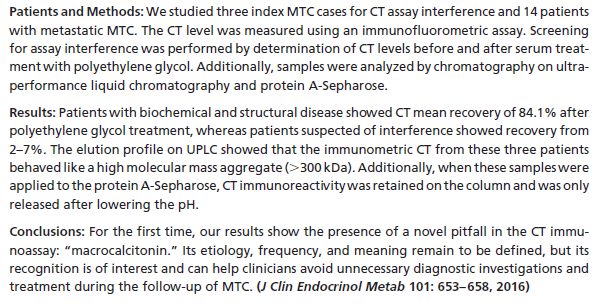 Patients and Methods: We studied three index MTC cases for CT assay interference and 14 patients
with metastatic MTC. The CT level was measured using an immunofluorometric assay. Screening
for assay interference was performed by determination of CT levels before and after serum treat-
ment with polyethylene glycol. Additionally, samples were analyzed by chromatography on ultra-
performance liquid chromatography and protein A-Sepharose.
Results: Patients with biochemical and structural disease showed CT mean recovery of 84.1% after
polyethylene glycol treatment, whereas patients suspected of interference showed recovery from
2–7%. The elution profile on UPLC showed that the immunometric CT from these three patients
behaved like a high molecular mass aggregate (>300 kDa). Additionally, when these samples were
applied to the protein A-Sepharose, CT immunoreactivity was retained on the column and was only
released after lowering the pH.
Conclusions: For the first time, our results show the presence of a novel pitfall in the CT immu-
noassay: “macrocalcitonin.” Its etiology, frequency, and meaning remain to be defined, but its
recognition is of interest and can help clinicians avoid unnecessary diagnostic investigations and
treatment during the follow-up of MTC. (J Clin Endocrinol Metab 101: 653–658, 2016)